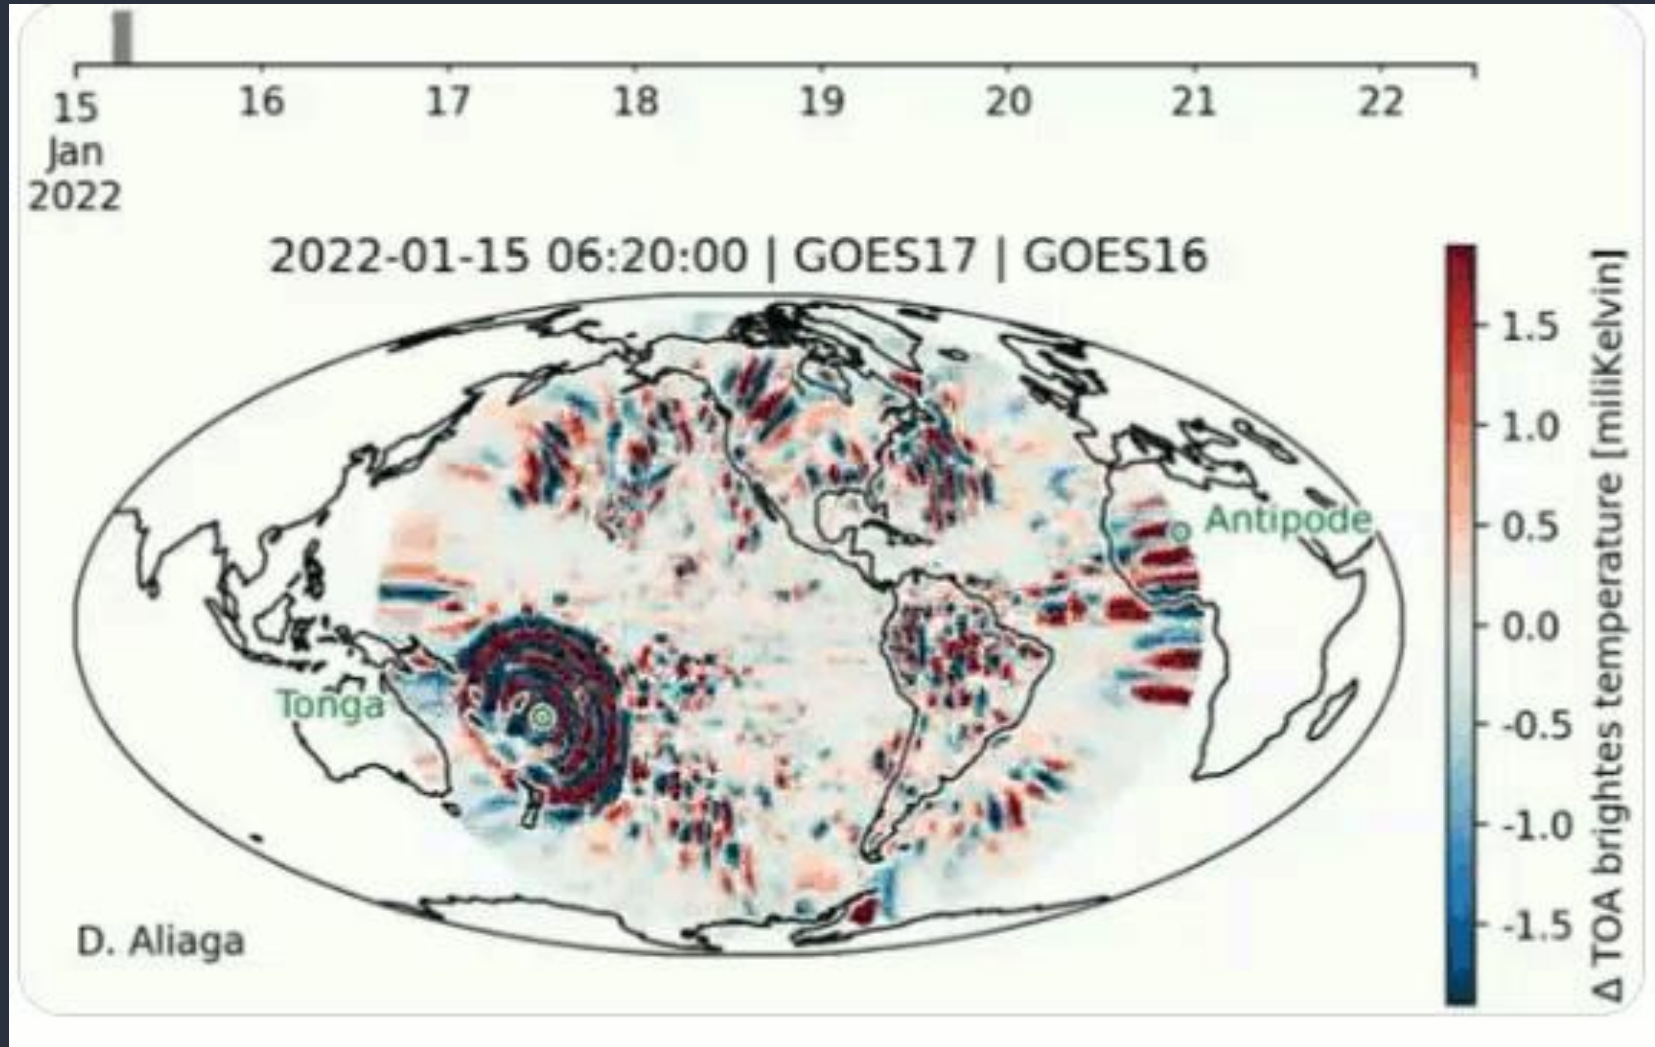 15 16 17 18 19 20 21 22
Jan
2022
2022-01-15 06:20:00 | GOES17 | GOES16
1.5
1.0
0.5
0.0
-0.5
-1.0
-1.5
Δ TOA brightes temperature [miliKelvin]
Antipode
Tonga
D. Aliaga